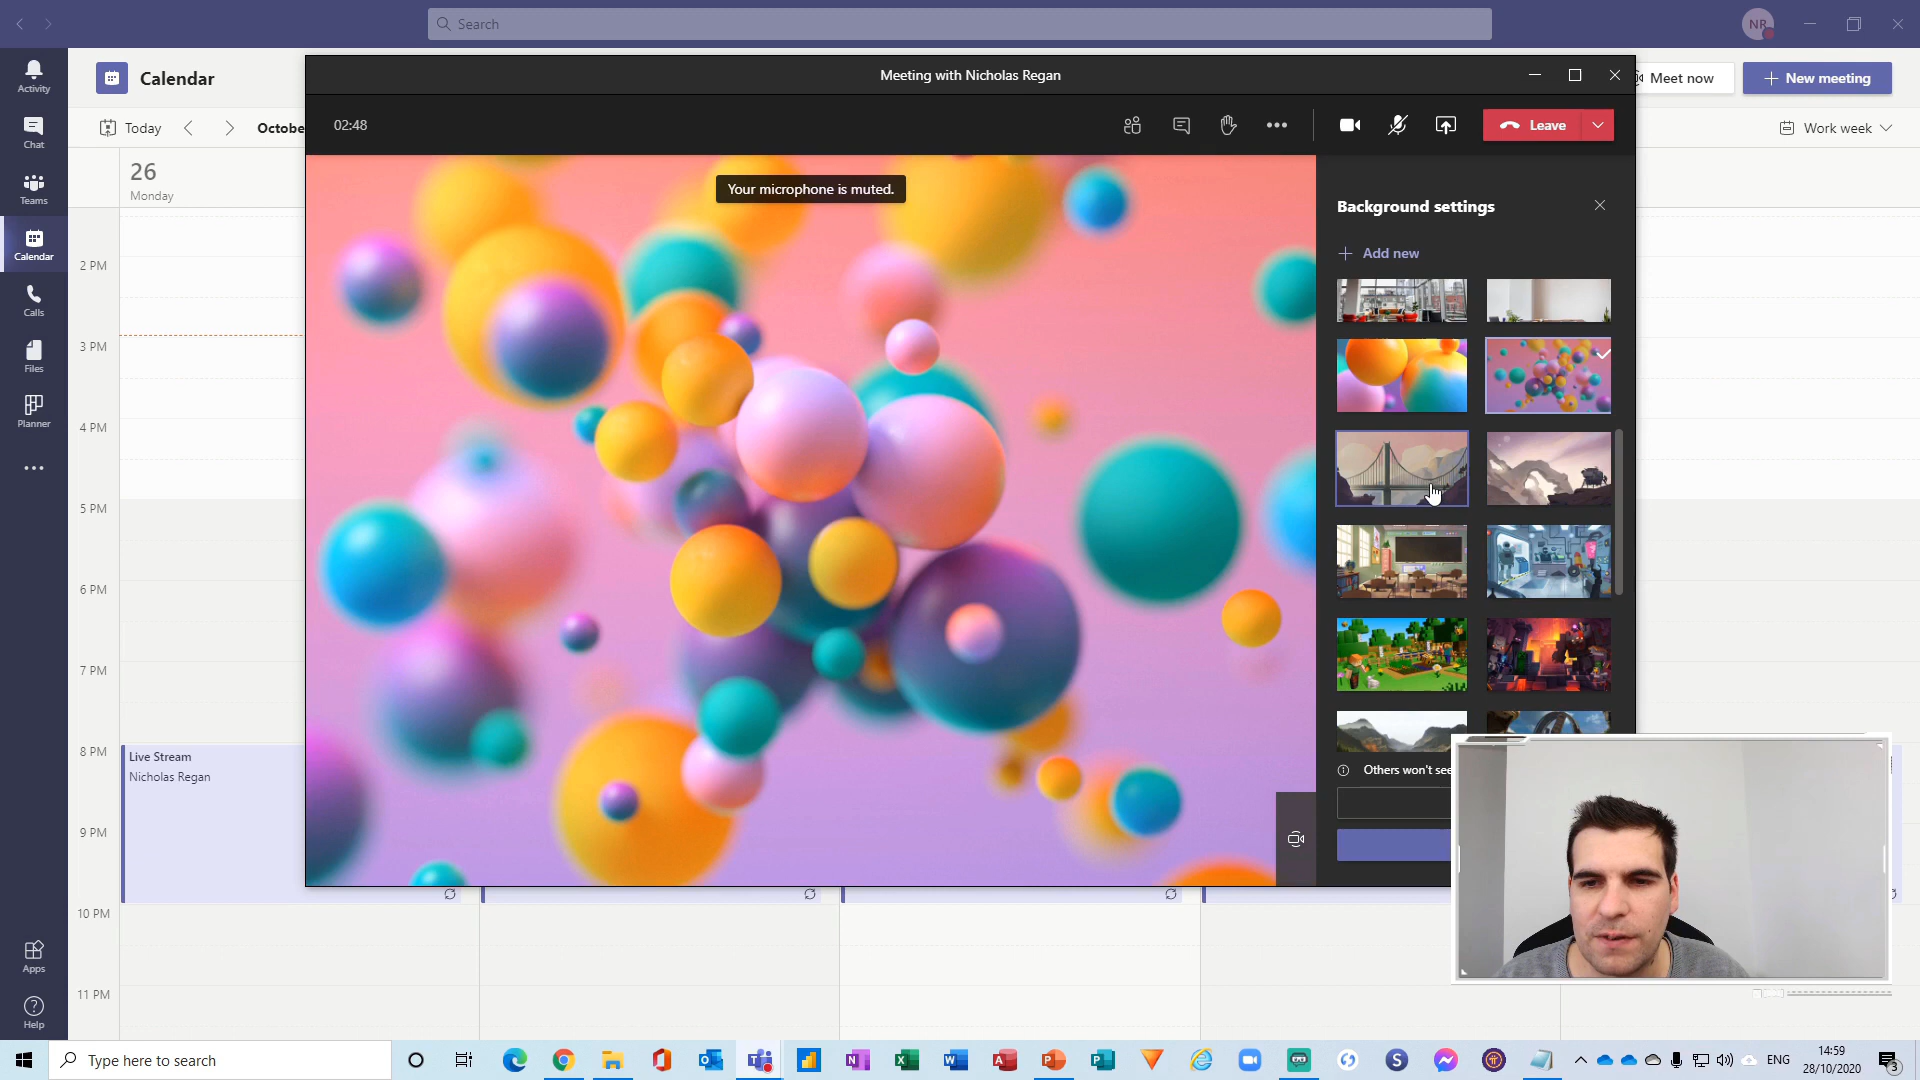 Search
NR
Activity
Chat
Teams
Calendar
Calls
Files
Planner
Apps
Help
Calendar
Meet now
New meeting
Today
Octobe
Work week
26
Monday
2 PM
3 PM
4 PM
5 PM
6 PM
7 PM
8 PM
9 PM
10 PM
11 PM
Live Stream
Nicholas Regan
Meeting with Nicholas Regan
02:48
Leave
Your microphone is muted.
Background settings
Add new
Others won't see
Type here to search
ENG
14:59
28/10/2020
3